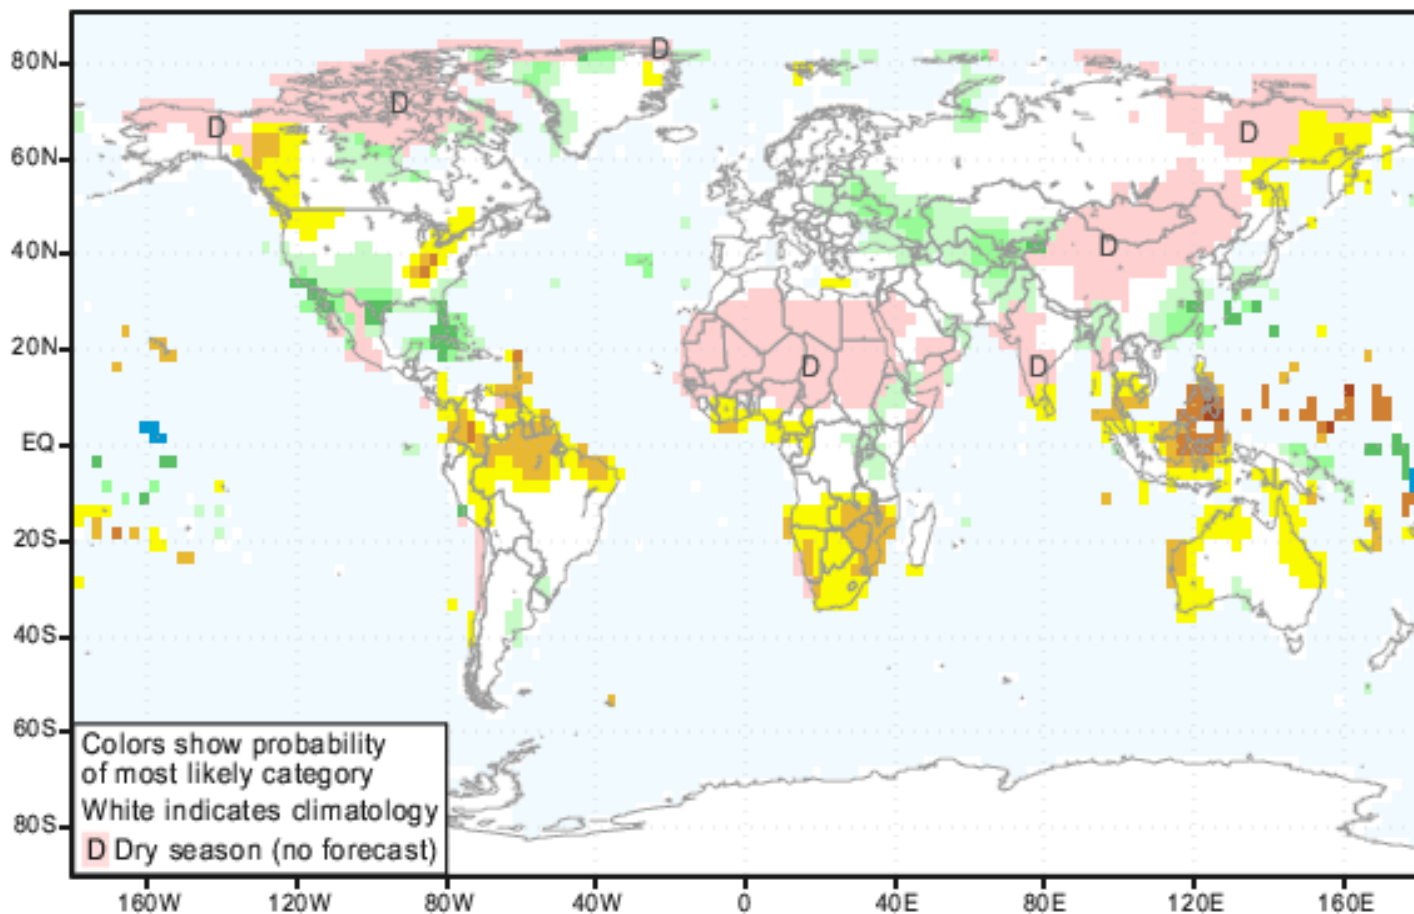 80N
60N
40N
20N
EQ
20S
40S
60S
80S
D
D
D
D
D
D
D
Colors show probability
of most likely category
White indicates climatology
D Dry season (no forecast)
160W 120W 80W 40W 0 40E 80E 120E 160E